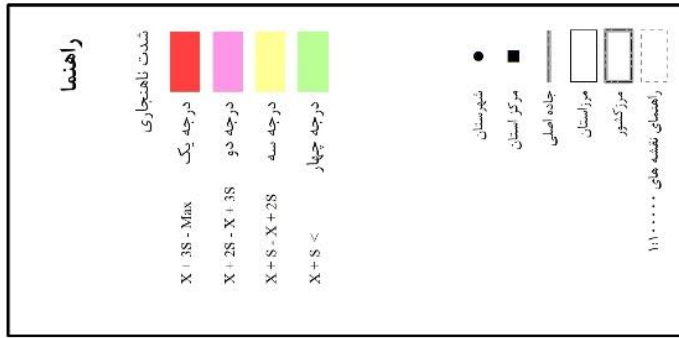 راهنما
شدت ناهنجاری
درجه یک
X + 3S - Max
درجه دو
X + 2S - X + 3S
درجه سه
X + S - X + 2S
درجه چهار
X + S <
شهرستان
مرکز استان
جاده اصلی
مرزاستان
مرزکشور
راهنمای نقشه های ۱:۱۰۰۰۰۰